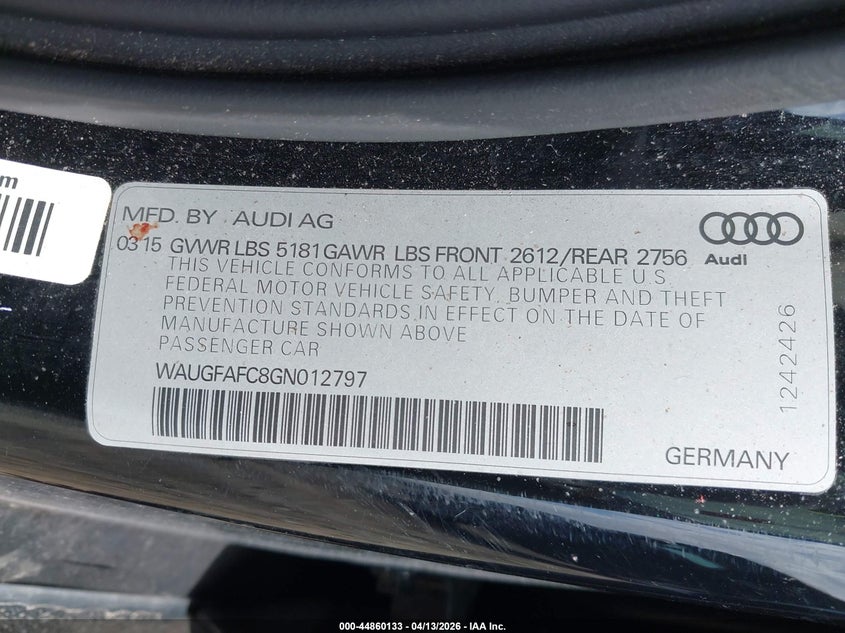 m
MFD. BY AUDI AG
0315 GVWR LBS 5181 GAWR LBS FRONT 2612/REAR 2756
Audi
THIS VEHICLE CONFORMS TO ALL APPLICABLE U S
FEDERAL MOTOR VEHICLE SAFETY, BUMPER AND THEFT
PREVENTION STANDARDS IN EFFECT ON THE DATE OF
MANUFACTURE SHOWN ABOVE
PASSENGER CAR
WAUGFAFC8GN012797
1242426
GERMANY
000-44860133 - 04/13/2026 - IAA Inc.